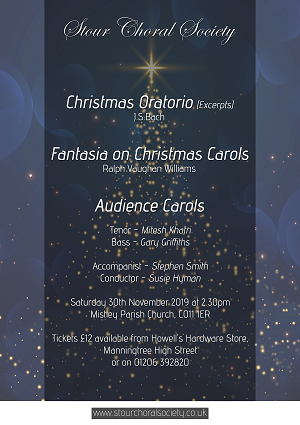 Stour Choral Society
Christmas Oratorio (Excerpts)
J.S.Bach
Fantasia on Christmas Carols
Ralph Vaughan Williams
Audience Carols
Tenor - Mitesh Khatri
Bass - Gary Griffiths
Accompanist - Stephen Smith
Conductor - Susie Hyman
Saturday 30th November 2019 at 2.30pm
Mistley Parish Church, CO11 1ER
Tickets £12 available from Howell's Hardware Store,
Manningtree High Street
or on 01206 392820
www.stourchoralsociety.co.uk